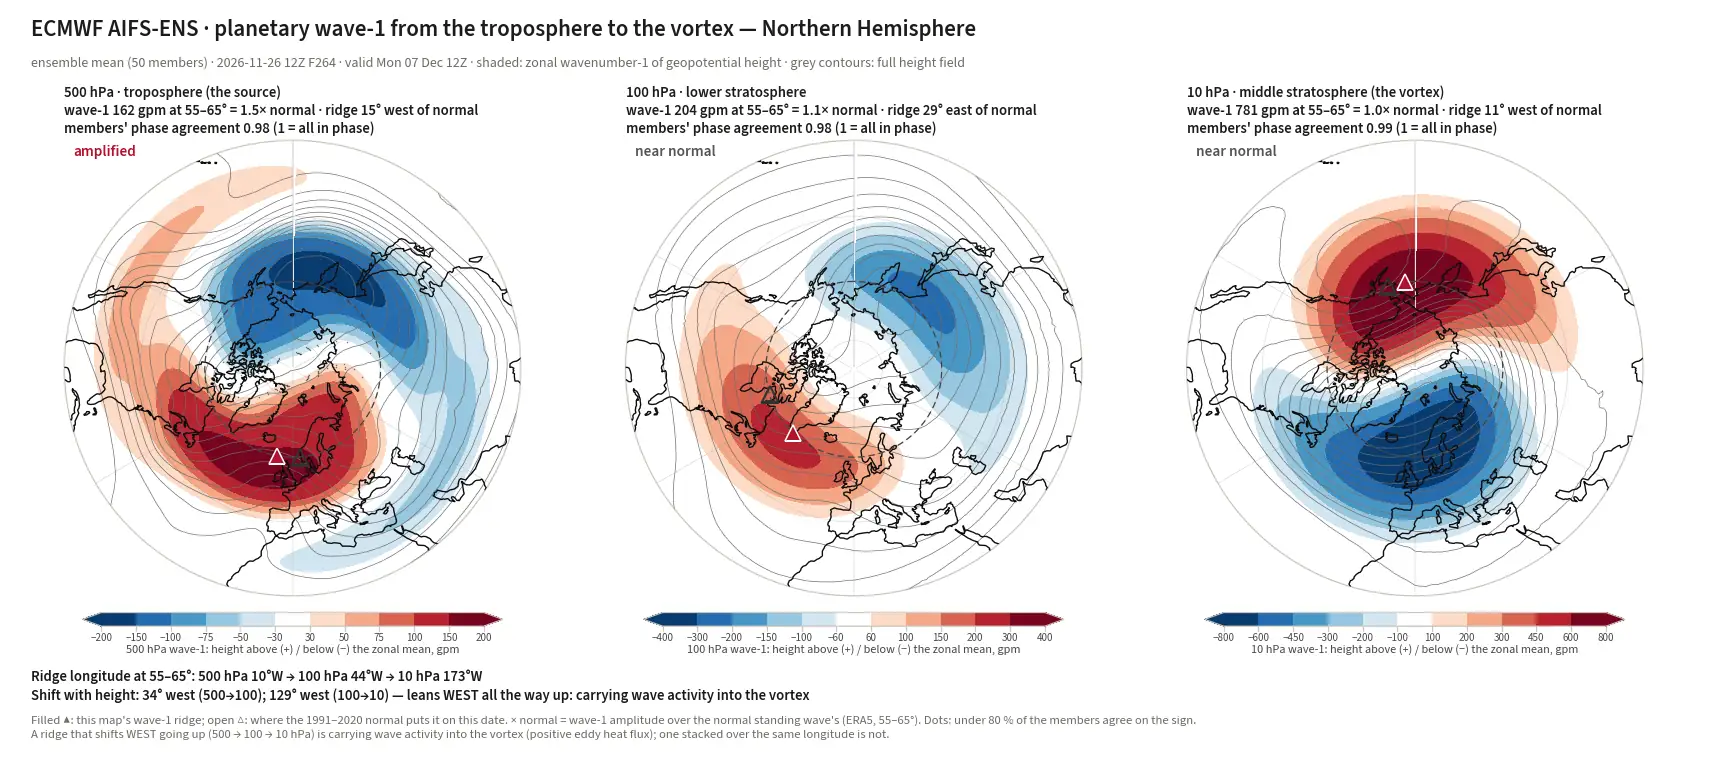 ECMWF AIFS-ENS · planetary wave-1 from the troposphere to the vortex — Northern Hemisphere
ensemble mean (50 members) · 2026-11-26 12Z F264 · valid Mon 07 Dec 12Z · shaded: zonal wavenumber-1 of geopotential height · grey contours: full height field
500 hPa · troposphere (the source)
wave-1 162 gpm at 55–65° = 1.5× normal · ridge 15° west of normal
members' phase agreement 0.98 (1 = all in phase)
amplified
100 hPa · lower stratosphere
wave-1 204 gpm at 55–65° = 1.1× normal · ridge 29° east of normal
members' phase agreement 0.98 (1 = all in phase)
near normal
10 hPa · middle stratosphere (the vortex)
wave-1 781 gpm at 55–65° = 1.0× normal · ridge 11° west of normal
members' phase agreement 0.99 (1 = all in phase)
near normal
−200 −150 −100 −75 −50 −30 30 50 75 100 150 200
500 hPa wave-1: height above (+) / below (−) the zonal mean, gpm
−400 −300 −200 −150 −100 −60 60 100 150 200 300 400
100 hPa wave-1: height above (+) / below (−) the zonal mean, gpm
−800 −600 −450 −300 −200 −100 100 200 300 450 600 800
10 hPa wave-1: height above (+) / below (−) the zonal mean, gpm
Ridge longitude at 55–65°: 500 hPa 10°W → 100 hPa 44°W → 10 hPa 173°W
Shift with height: 34° west (500→100); 129° west (100→10) — leans WEST all the way up: carrying wave activity into the vortex
Filled ▲: this map's wave-1 ridge; open △: where the 1991–2020 normal puts it on this date. × normal = wave-1 amplitude over the normal standing wave's (ERA5, 55–65°). Dots: under 80 % of the members agree on the sign.
A ridge that shifts WEST going up (500 → 100 → 10 hPa) is carrying wave activity into the vortex (positive eddy heat flux); one stacked over the same longitude is not.